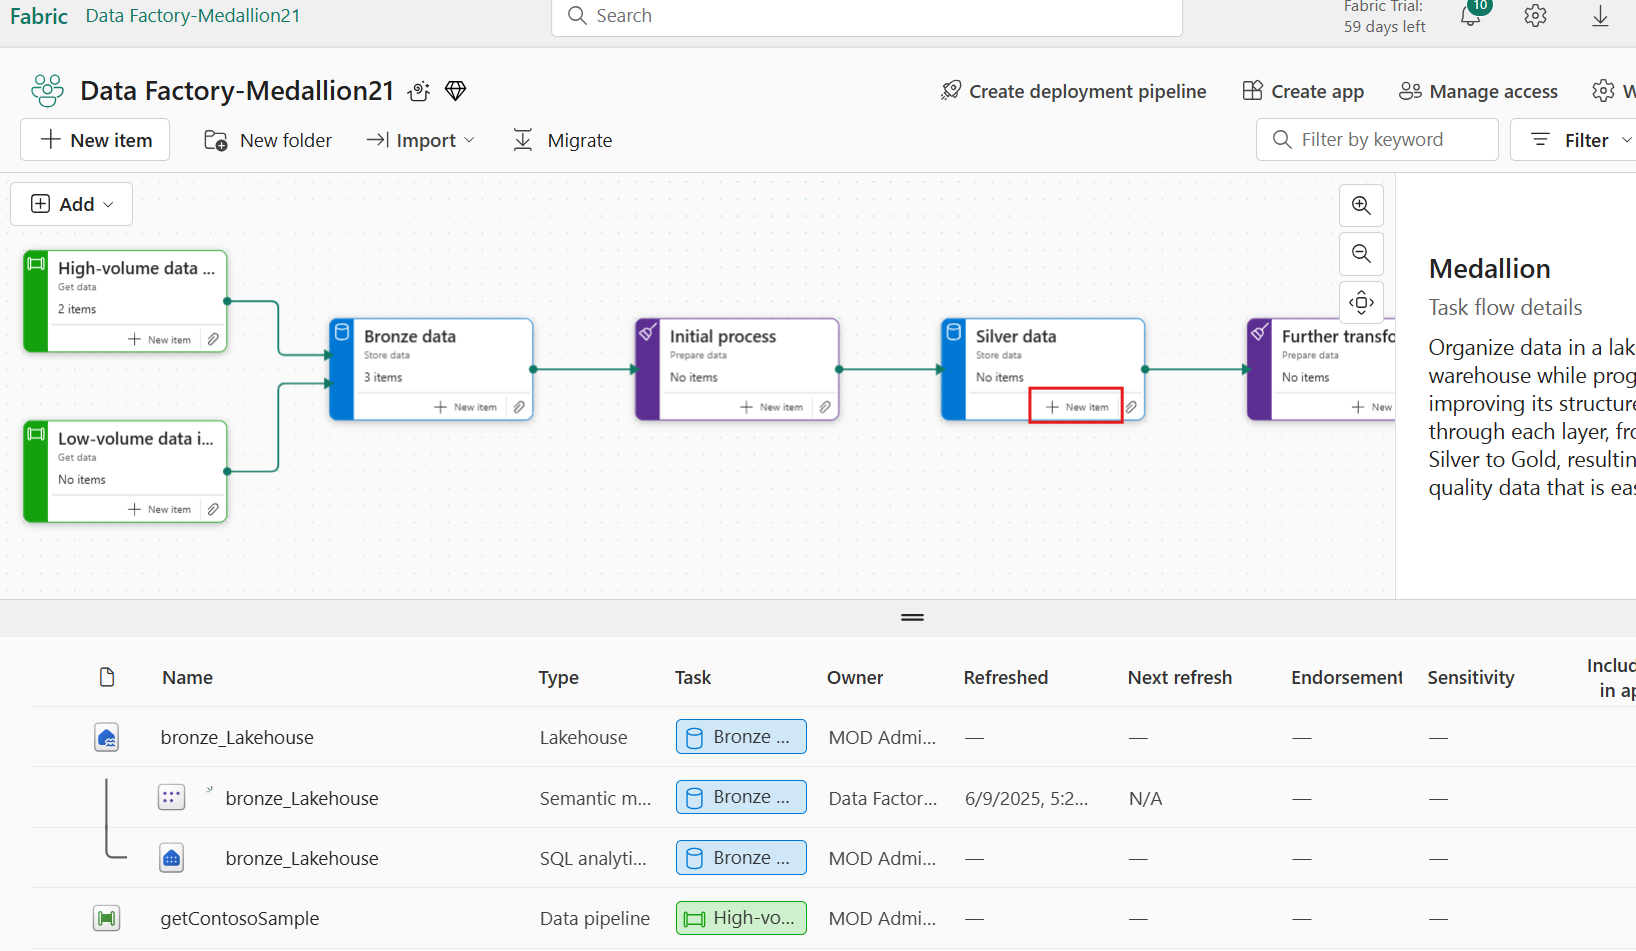 Fabric Data Factory-Medallion21
Search
Fabric Trial:
59 days left
10
Data Factory-Medallion21
Create deployment pipeline
Create app
Manage access
W
New item
New folder
Import
Migrate
Filter by keyword
Filter
Add
High-volume data ...
Get data
2 items
New item
Low-volume data i...
Get data
No items
New item
Bronze data
Store data
3 items
New item
Initial process
Prepare data
No items
New item
Silver data
Store data
No items
New item
Further transfo
Prepare data
No items
New
Medallion
Task flow details
Organize data in a lak
warehouse while prog
improving its structure
through each layer, fro
Silver to Gold, resultin
quality data that is eas
Name Type Task Owner Refreshed Next refresh Endorsement Sensitivity Includ
in ap
bronze_Lakehouse Lakehouse Bronze ... MOD Admi... — — — —
bronze_Lakehouse Semantic m... Bronze ... Data Factor... 6/9/2025, 5:2... N/A — —
bronze_Lakehouse SQL analyti... Bronze ... MOD Admi... — — — —
getContosoSample Data pipeline High-vo... MOD Admi... — — — —